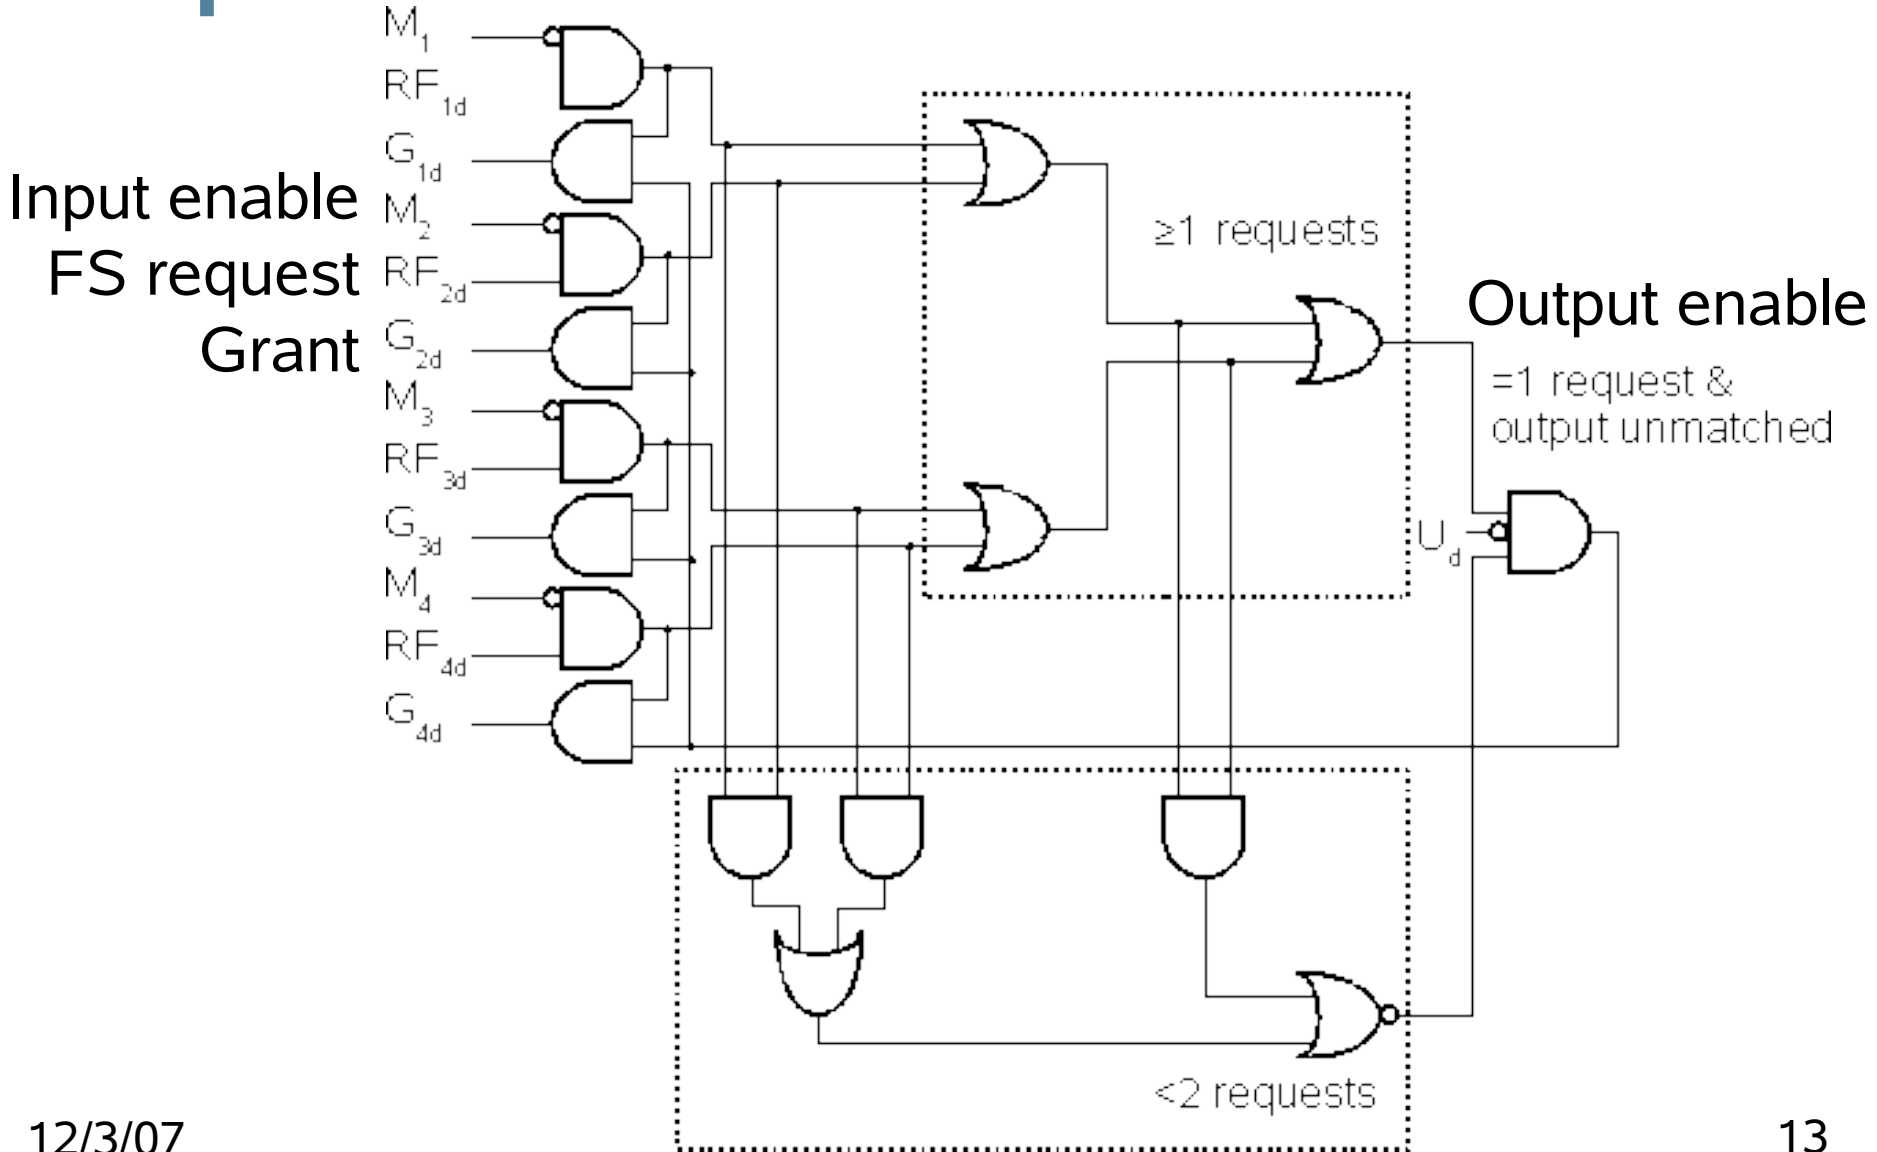 M1
RF1d
G1d
M2
RF2d
G2d
M3
RF3d
G3d
M4
RF4d
G4d
Input enable
FS request
Grant
≥1 requests
Output enable
=1 request &
output unmatched
Ud
<2 requests
12/3/07
13